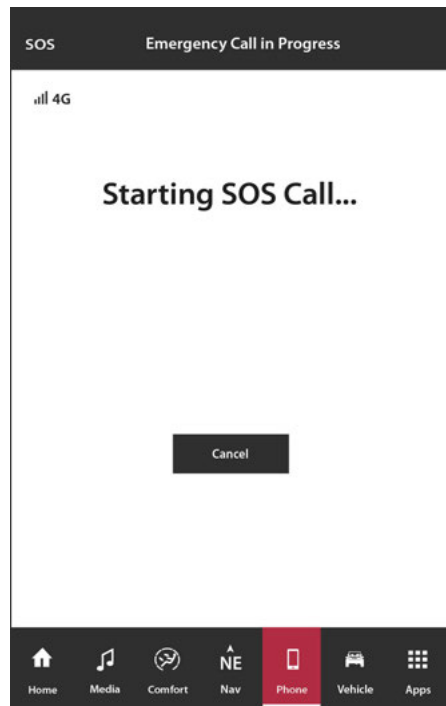 SOS Emergency Call in Progress
4G
Starting SOS Call...
Cancel
NE
Home Media Comfort Nav Phone Vehicle Apps